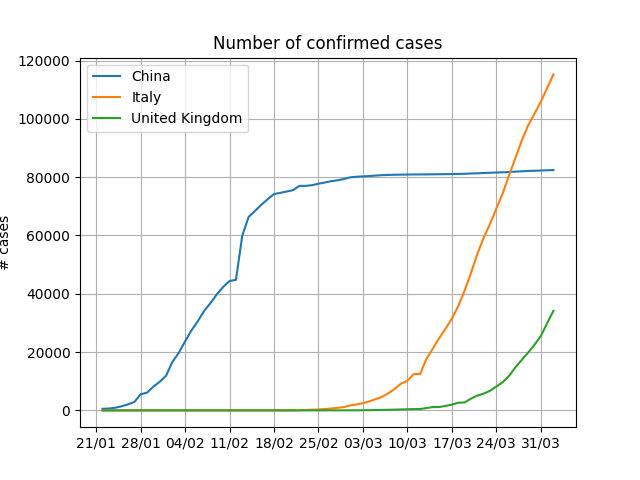 Number of confirmed cases
China
Italy
United Kingdom
120000
100000
80000
60000
40000
20000
0
# cases
21/01 28/01 04/02 11/02 18/02 25/02 03/03 10/03 17/03 24/03 31/03